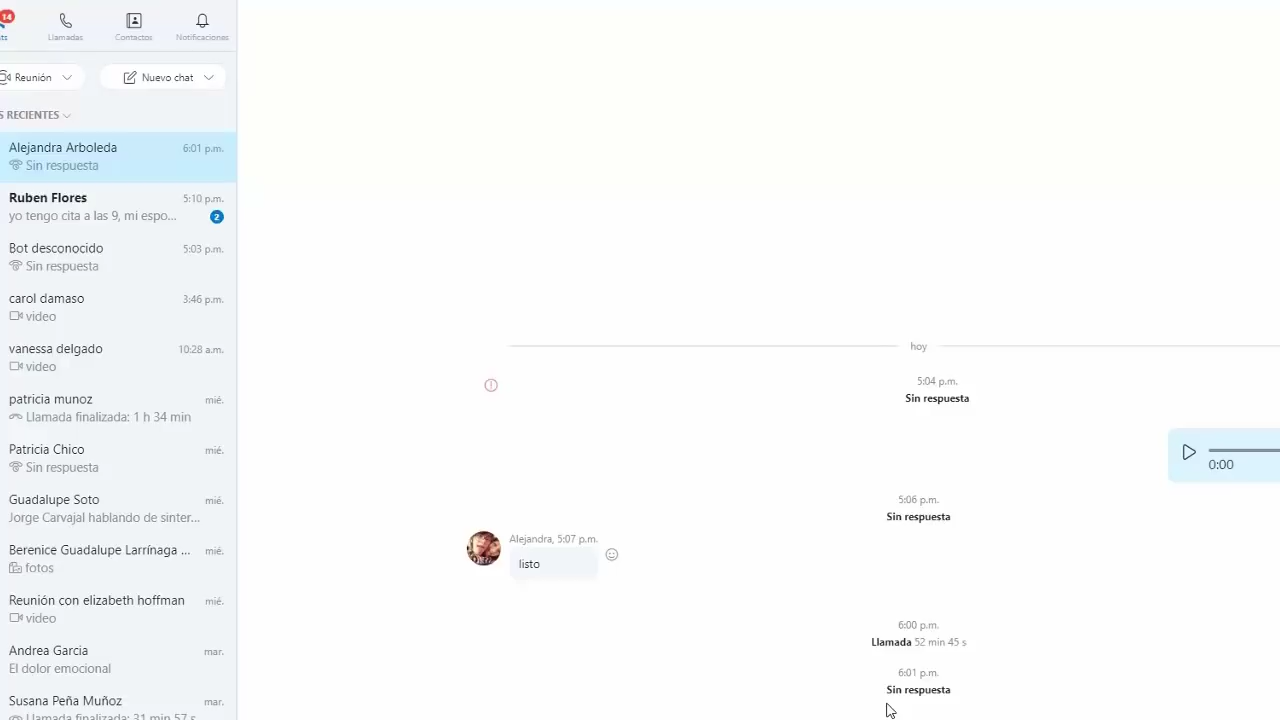 14
Llamadas
Contactos
Notificaciones
Reunión
Nuevo chat
RECIENTES
Alejandra Arboleda 6:01 p.m.
Sin respuesta
Ruben Flores 5:10 p.m.
yo tengo cita a las 9, mi espo... 2
Bot desconocido 5:03 p.m.
Sin respuesta
carol damaso 3:46 p.m.
video
vanessa delgado 10:28 a.m.
video
patricia munoz mié.
Llamada finalizada: 1 h 34 min
Patricia Chico mié.
Sin respuesta
Guadalupe Soto mié.
Jorge Carvajal hablando de sinter...
Berenice Guadalupe Larrínaga ... mié.
fotos
Reunión con elizabeth hoffman mié.
video
Andrea Garcia mar.
El dolor emocional
Susana Peña Muñoz mar.
Llamada finalizada: 31 min 57 s
hoy
5:04 p.m.
Sin respuesta
0:00
5:06 p.m.
Sin respuesta
Alejandra, 5:07 p.m.
listo
6:00 p.m.
Llamada 52 min 45 s
6:01 p.m.
Sin respuesta